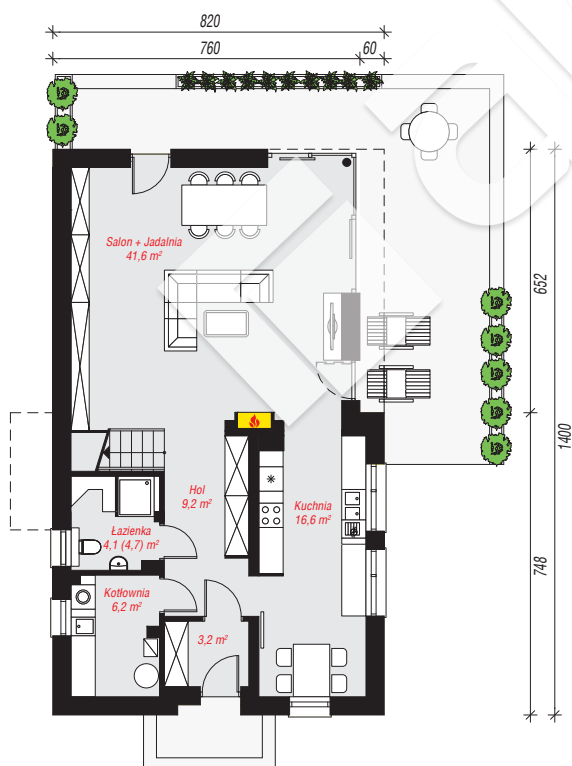 820
760
60
Salon + Jadalnia
41,6 m²
652
1400
Hol
9,2 m²
Kuchnia
16,6 m²
Łazienka
4,1 (4,7) m²
748
Kotłownia
6,2 m²
3,2 m²